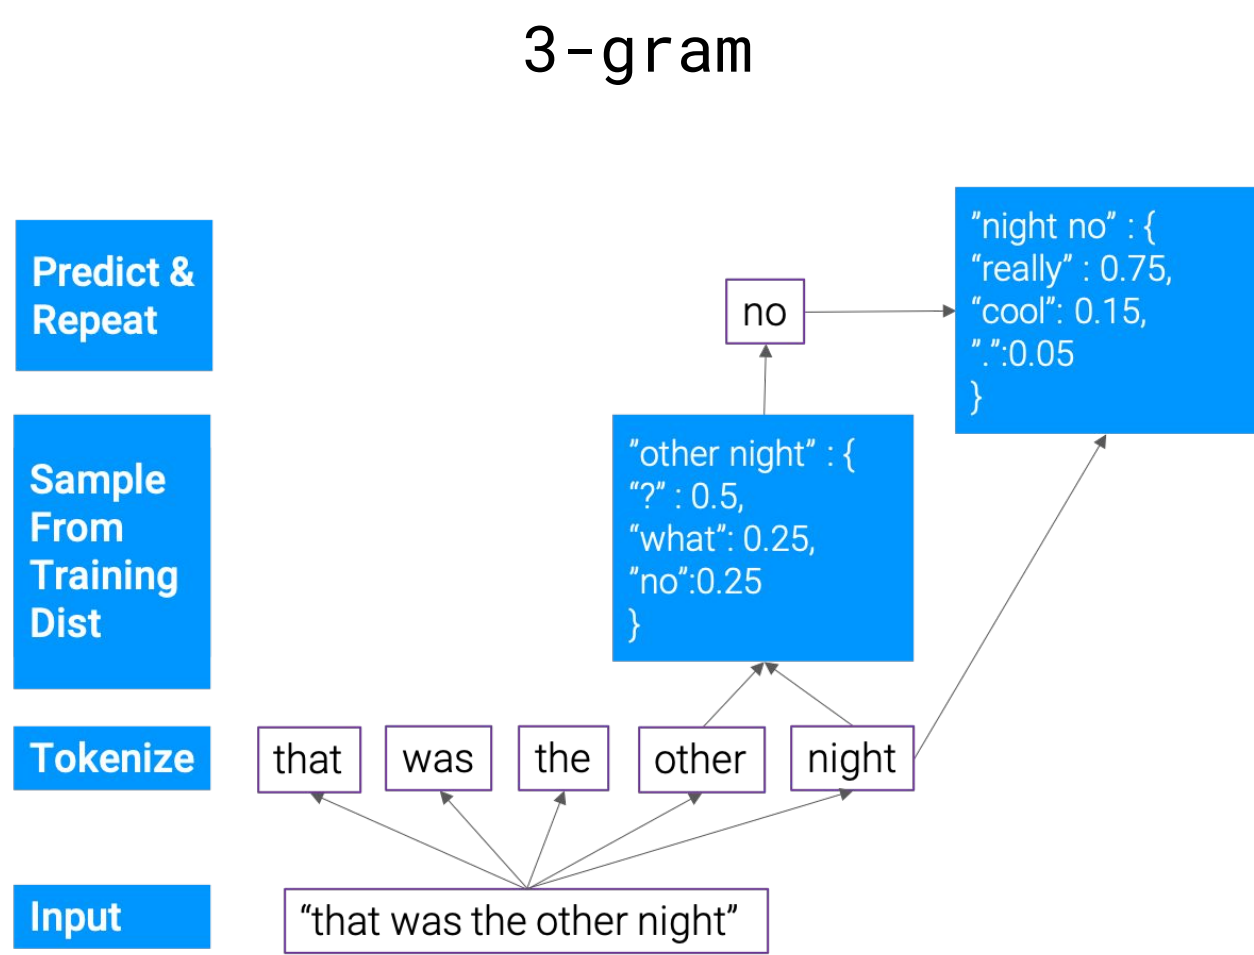 3-gram
Predict &
Repeat
no
”night no” : {
“really” : 0.75,
“cool”: 0.15,
”.”:0.05
}
Sample
From
Training
Dist
”other night” : {
“?” : 0.5,
“what”: 0.25,
”no”:0.25
}
Tokenize
that
was
the
other
night
Input
“that was the other night”